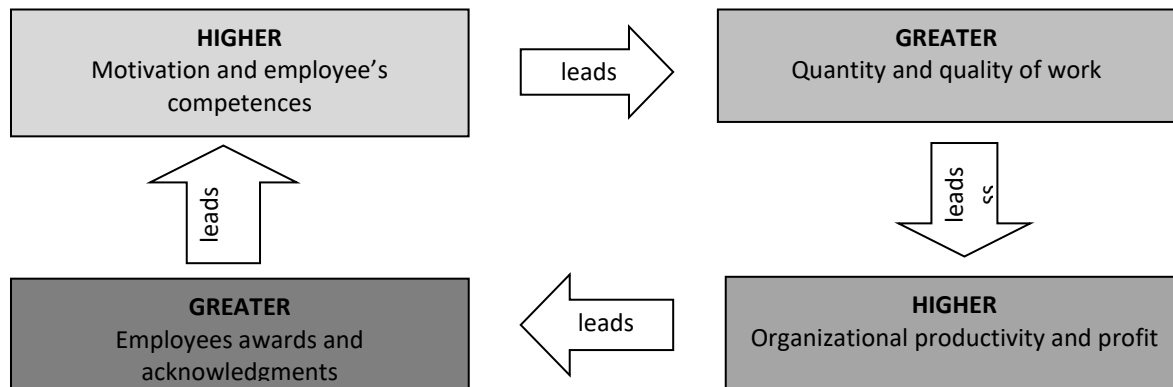 HIGHER
Motivation and employee's
competences
leads
GREATER
Quantity and quality of work
leads
ss
HIGHER
Organizational productivity and profit
leads
GREATER
Employees awards and
acknowledgments
leads